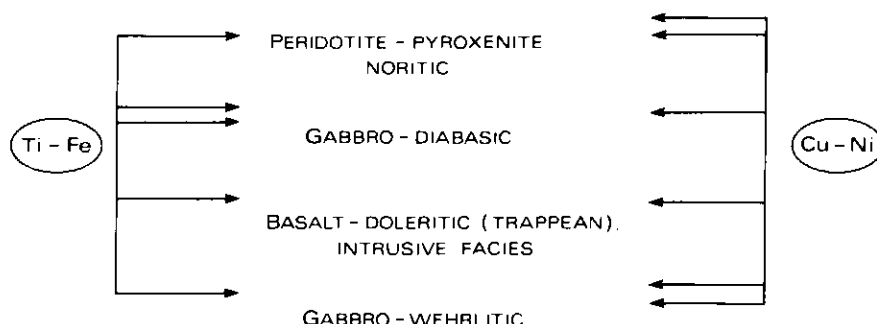 PERIDOTITE - PYROXENITE
NORITIC
Ti - Fe
GABBRO - DIABASIC
Cu - Ni
BASALT - DOLERITIC ( TRAPPEAN ),
INTRUSIVE FACIES
GABBRO - WEHRLITIC